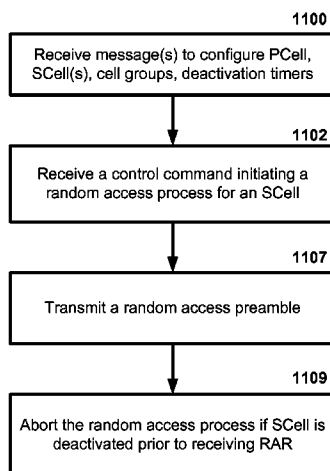 1100
Receive message(s) to configure PCell,
SCell(s), cell groups, deactivation timers
1102
Receive a control command initiating a
random access process for an SCell
1107
Transmit a random access preamble
1109
Abort the random access process if SCell is
deactivated prior to receiving RAR